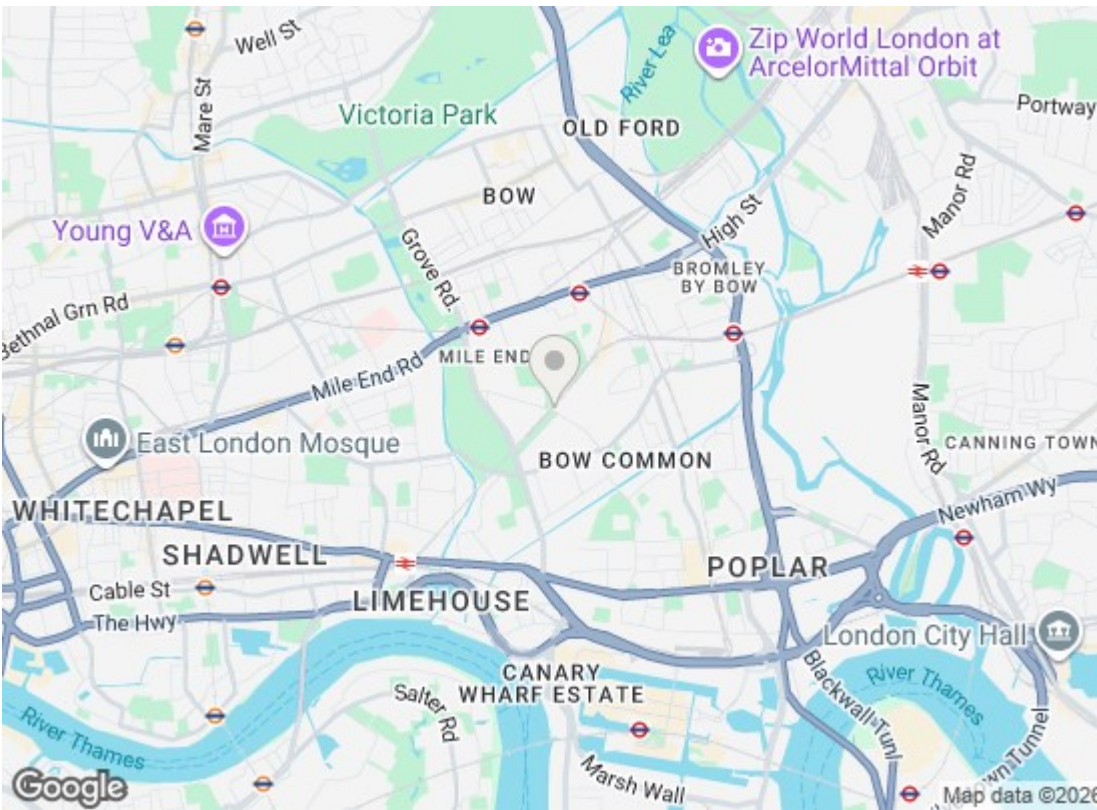 Well St
River Lea
Zip World London at
ArcelorMittal Orbit
Portway
Mare St
Victoria Park
OLD FORD
Manor Rd
BOW
High St
Young V&A
Grove Rd.
BROMLEY
BY BOW
Bethnal Grn Rd
MILE END
Mile End Rd
Manor Rd
East London Mosque
BOW COMMON
CANNING TOWN
WHITECHAPEL
Newham Wy
SHADWELL
POPLAR
Cable St
LIMEHOUSE
The Hwy
London City Hall
CANARY
WHARF ESTATE
Blackwall Tunl
River Thames
Salter Rd
River Thames
Marsh Wall
Google
Map data ©2026